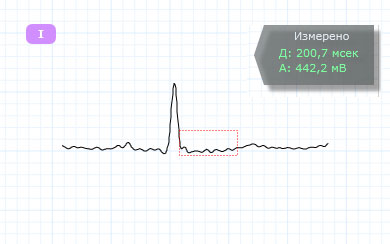 I
Измерено
Д: 200,7 мсек
А: 442,2 мВ